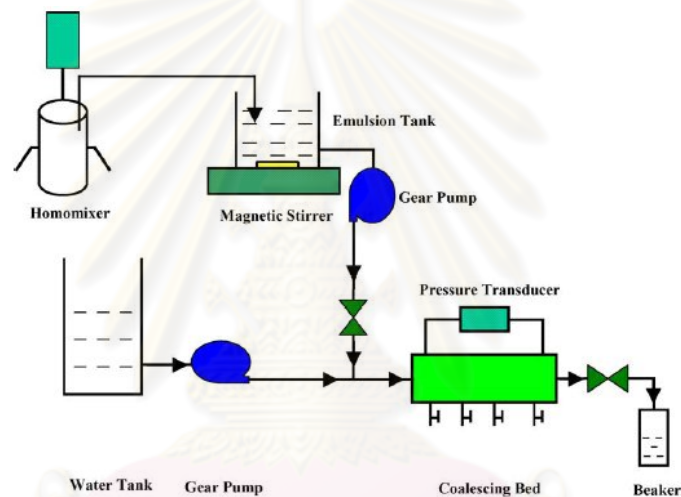 Emulsion Tank
Homomixer
Magnetic Stirrer
Gear Pump
Pressure Transducer
Water Tank
Gear Pump
Coalescing Bed
Beaker